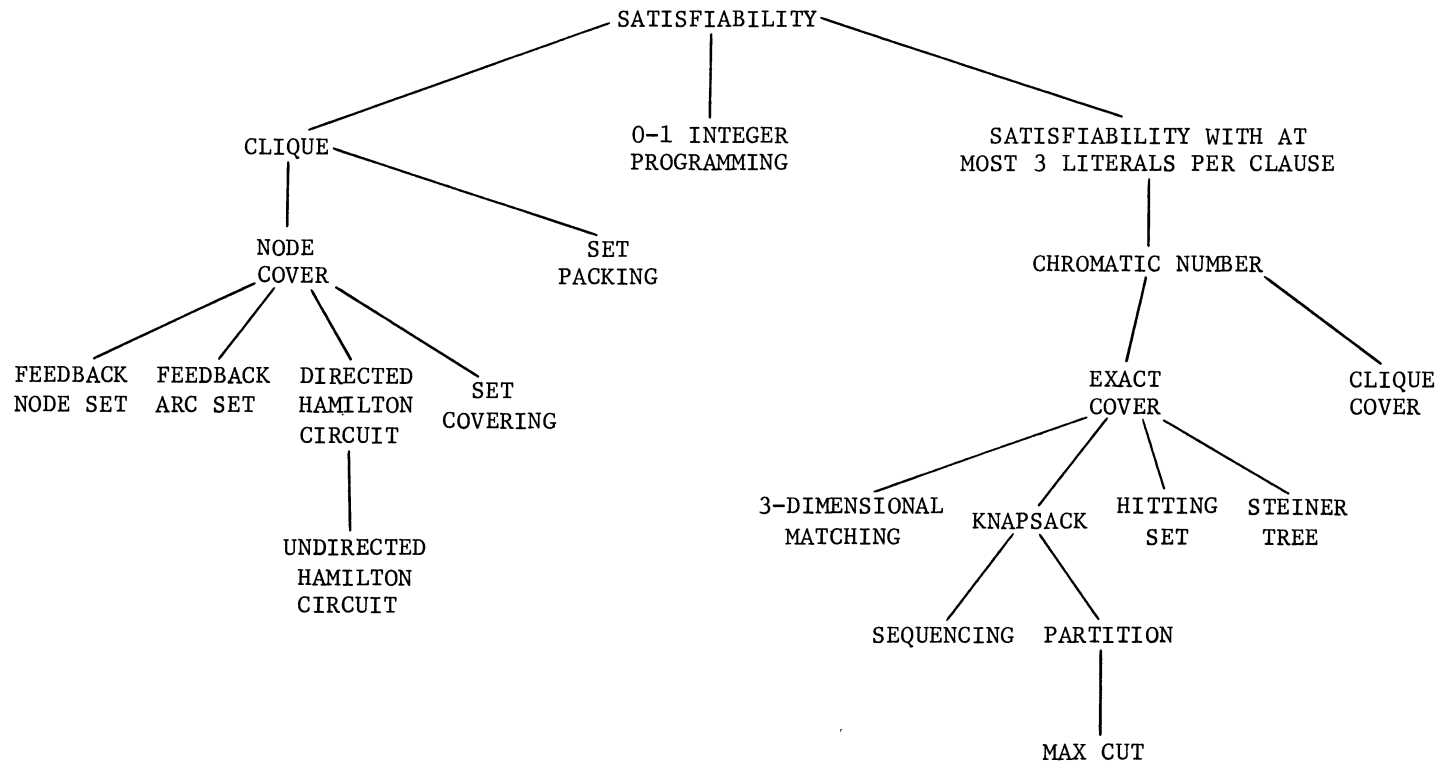 SATISFIABILITY
CLIQUE
0-1 INTEGER
PROGRAMMING
SATISFIABILITY WITH AT
MOST 3 LITERALS PER CLAUSE
NODE
COVER
SET
PACKING
CHROMATIC NUMBER
FEEDBACK
NODE SET
FEEDBACK
ARC SET
DIRECTED
HAMILTON
CIRCUIT
SET
COVERING
EXACT
COVER
CLIQUE
COVER
3-DIMENSIONAL
MATCHING
KNAPSACK
HITTING
SET
STEINER
TREE
UNDIRECTED
HAMILTON
CIRCUIT
SEQUENCING
PARTITION
MAX CUT